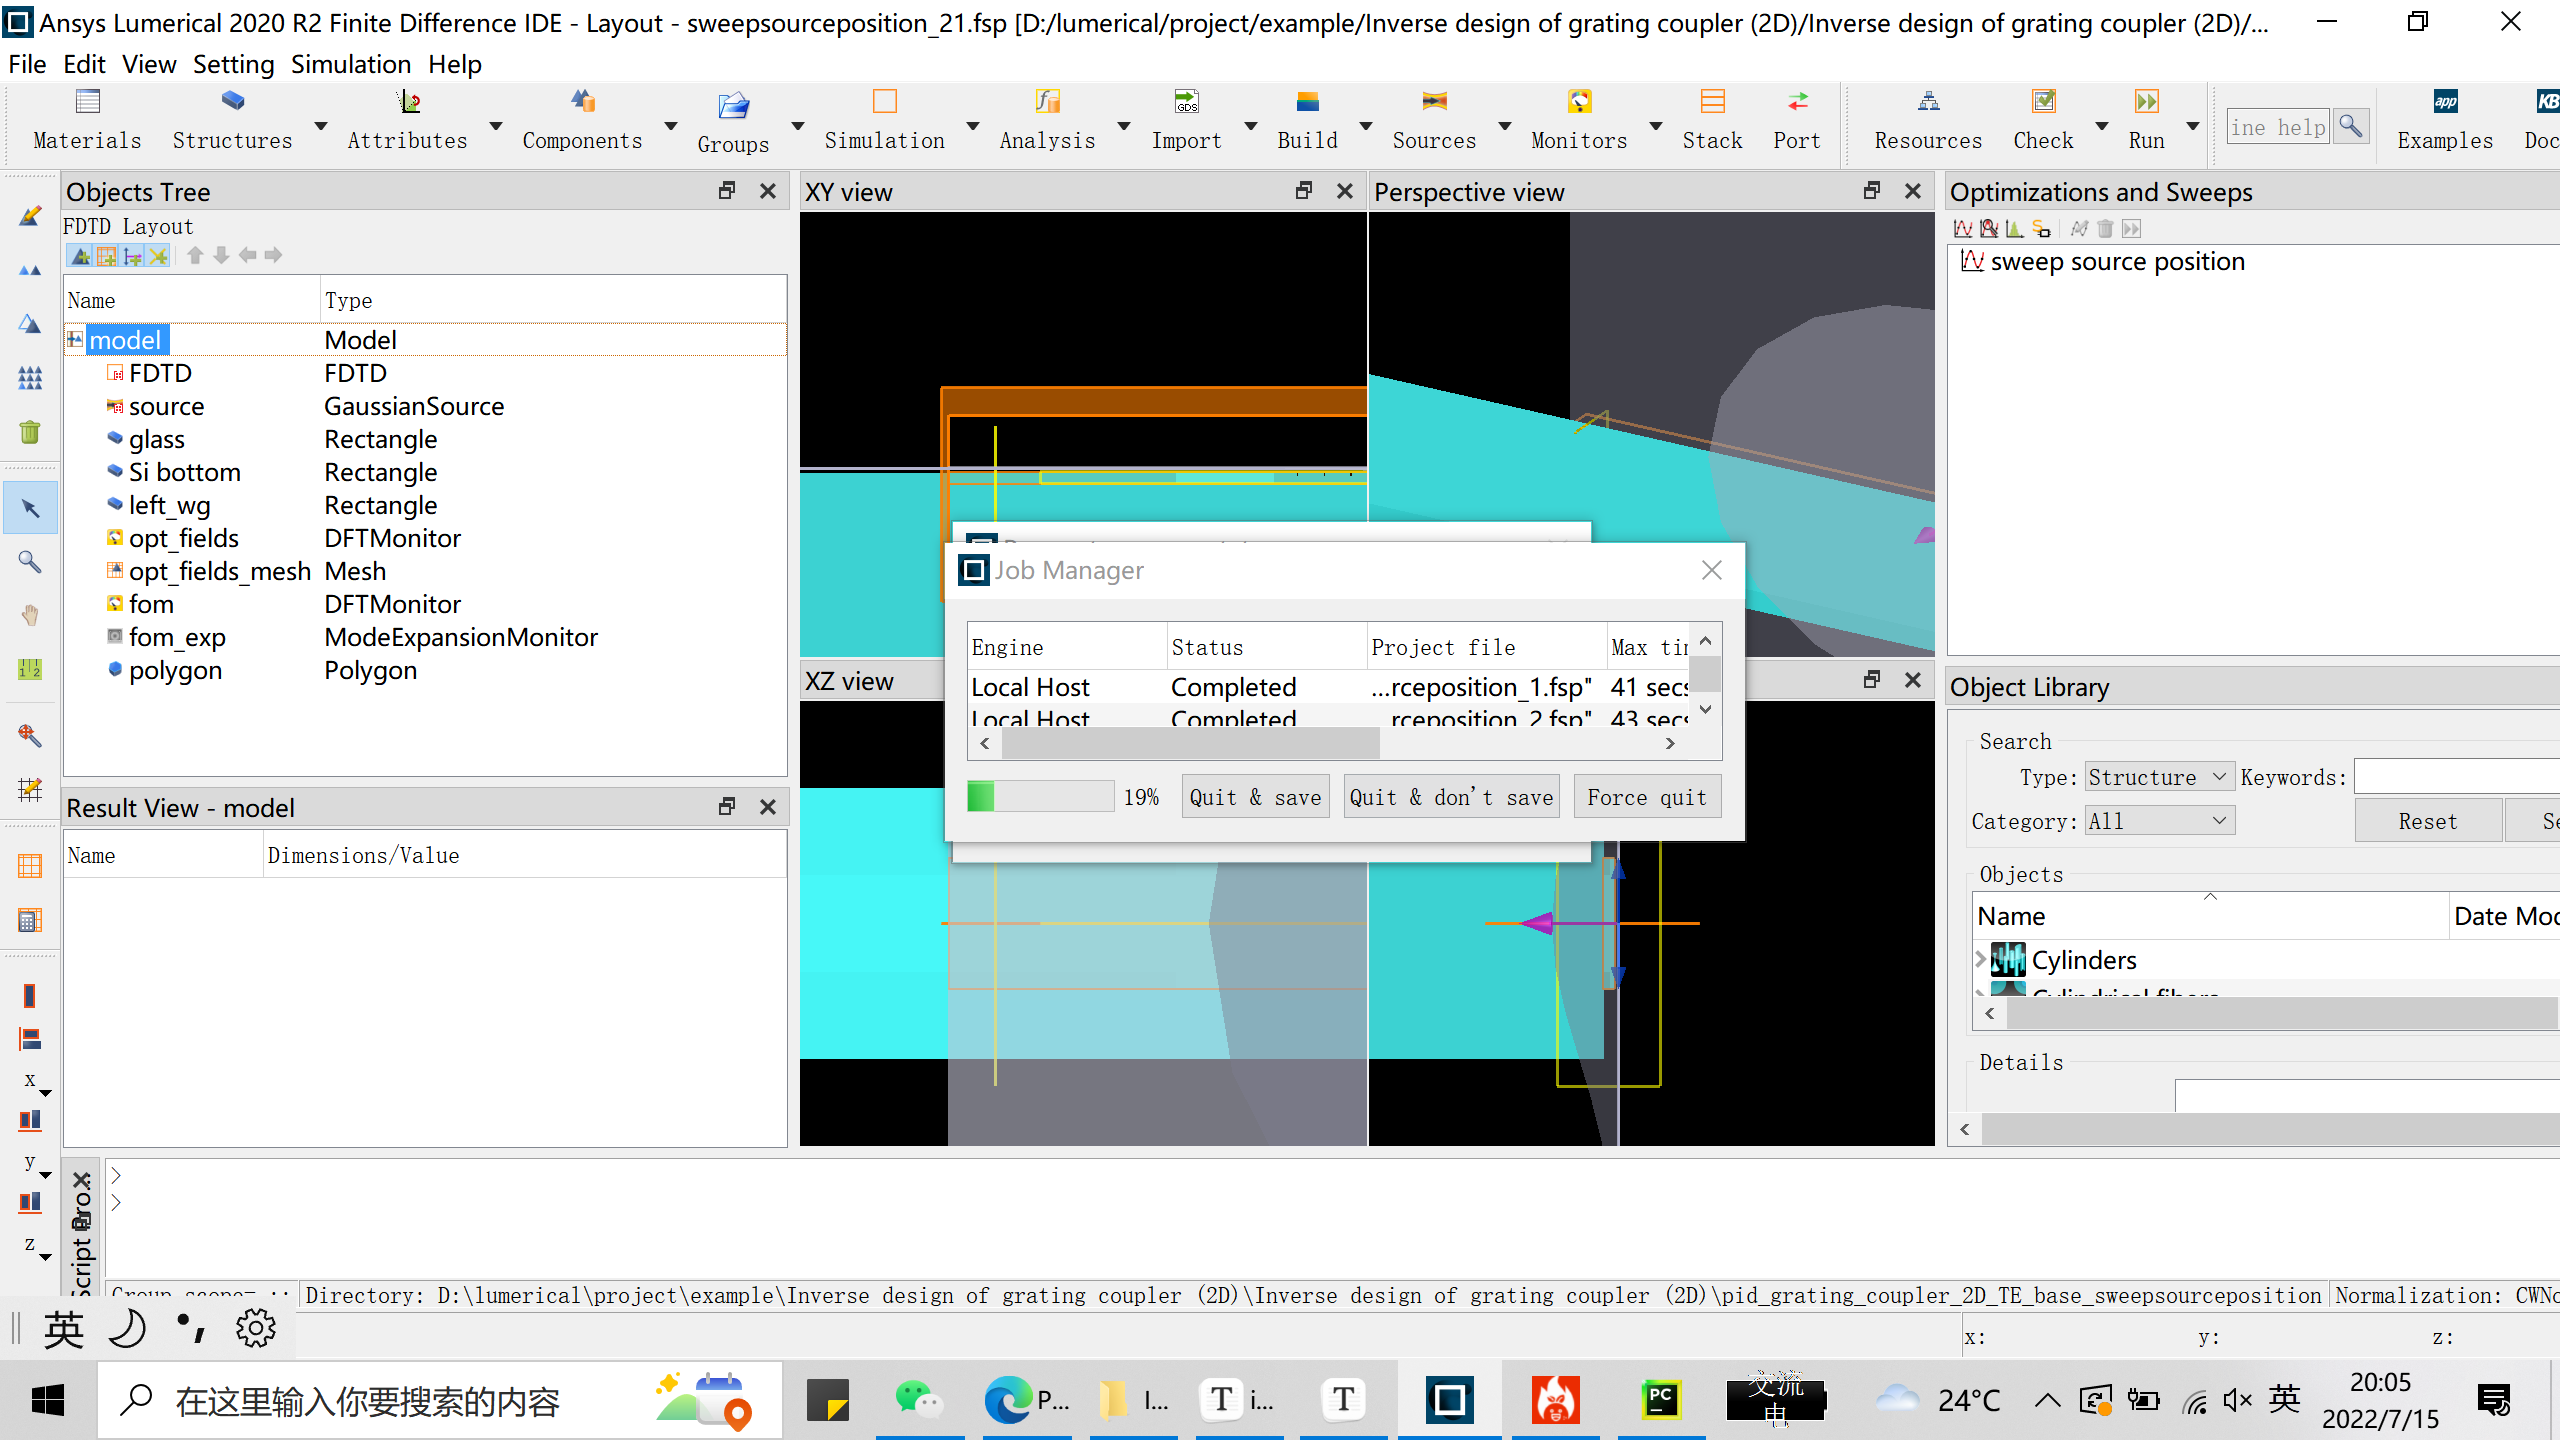 Ansys Lumerical 2020 R2 Finite Difference IDE - Layout - sweepsourceposition_21.fsp [D:/lumerical/project/example/Inverse design of grating coupler (2D)/Inverse design of grating coupler (2D)/...
File Edit View Setting Simulation Help
Materials Structures Attributes Components Groups Simulation Analysis Import Build Sources Monitors Stack Port Resources Check Run ine help Examples Doc
Objects Tree
FDTD Layout
Name Type
model Model
FDTD FDTD
source GaussianSource
glass Rectangle
Si bottom Rectangle
left_wg Rectangle
opt_fields DFTMonitor
opt_fields_mesh Mesh
fom DFTMonitor
fom_exp ModeExpansionMonitor
polygon Polygon
Result View - model
Name Dimensions/Value
XY view
Perspective view
XZ view
Job Manager
Engine Status Project file Max tin
Local Host Completed ...rceposition_1.fsp" 41 secs
Local Host Completed rceposition_2.fsp" 43 secs
19% Quit & save Quit & don't save Force quit
Optimizations and Sweeps
sweep source position
Object Library
Search
Type: Structure Keywords:
Category: All Reset Se
Objects
Name Date Moc
Cylinders
Cylindrical fibers
Details
x
y
z
Script Pro...
>
>
Group scope= ::
Directory: D:\lumerical\project\example\Inverse design of grating coupler (2D)\Inverse design of grating coupler (2D)\pid_grating_coupler_2D_TE_base_sweepsourceposition Normalization: CWNo
英
x: y: z:
在这里输入你要搜索的内容
P...
I...
i...
交流电
24°C
英
20:05
2022/7/15